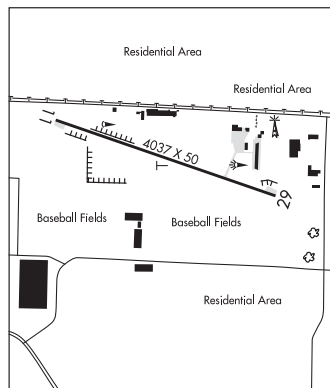 Residential Area
Residential Area
11
4037 X 50
29
Baseball Fields
Baseball Fields
Residential Area